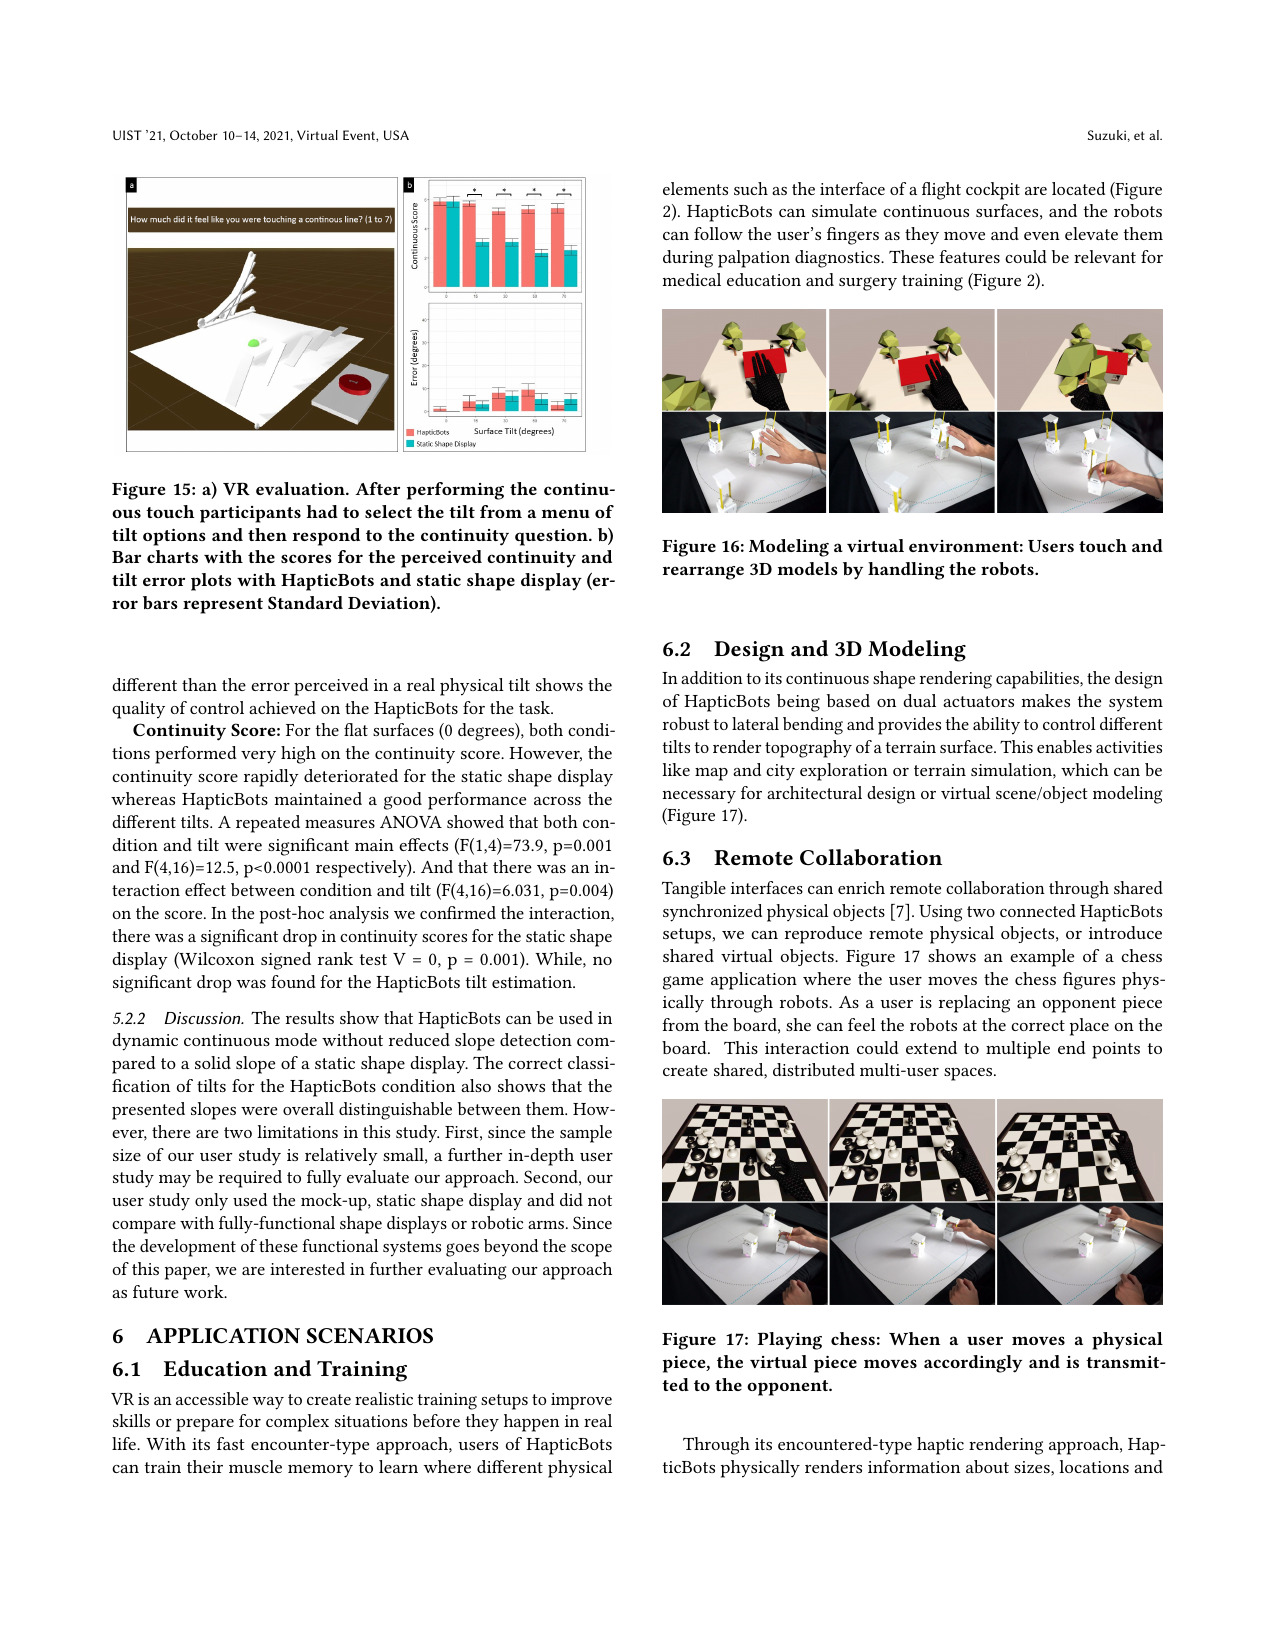 UIST ’21, October 10–14, 2021, Virtual Event, USA
Suzuki, et al.
a
How much did it feel like you were touching a continous line? (1 to 7)
b
Continuous Score
Error (degrees)
Surface Tilt (degrees)
HapticBots
Static Shape Display
Figure 15: a) VR evaluation. After performing the continu-
ous touch participants had to select the tilt from a menu of
tilt options and then respond to the continuity question. b)
Bar charts with the scores for the perceived continuity and
tilt error plots with HapticBots and static shape display (er-
ror bars represent Standard Deviation).
different than the error perceived in a real physical tilt shows the
quality of control achieved on the HapticBots for the task.
Continuity Score: For the flat surfaces (0 degrees), both condi-
tions performed very high on the continuity score. However, the
continuity score rapidly deteriorated for the static shape display
whereas HapticBots maintained a good performance across the
different tilts. A repeated measures ANOVA showed that both con-
dition and tilt were significant main effects (F(1,4)=73.9, p=0.001
and F(4,16)=12.5, p<0.0001 respectively). And that there was an in-
teraction effect between condition and tilt (F(4,16)=6.031, p=0.004)
on the score. In the post-hoc analysis we confirmed the interaction,
there was a significant drop in continuity scores for the static shape
display (Wilcoxon signed rank test V = 0, p = 0.001). While, no
significant drop was found for the HapticBots tilt estimation.
5.2.2 Discussion. The results show that HapticBots can be used in
dynamic continuous mode without reduced slope detection com-
pared to a solid slope of a static shape display. The correct classi-
fication of tilts for the HapticBots condition also shows that the
presented slopes were overall distinguishable between them. How-
ever, there are two limitations in this study. First, since the sample
size of our user study is relatively small, a further in-depth user
study may be required to fully evaluate our approach. Second, our
user study only used the mock-up, static shape display and did not
compare with fully-functional shape displays or robotic arms. Since
the development of these functional systems goes beyond the scope
of this paper, we are interested in further evaluating our approach
as future work.
6 APPLICATION SCENARIOS
6.1 Education and Training
VR is an accessible way to create realistic training setups to improve
skills or prepare for complex situations before they happen in real
life. With its fast encounter-type approach, users of HapticBots
can train their muscle memory to learn where different physical
elements such as the interface of a flight cockpit are located (Figure
2). HapticBots can simulate continuous surfaces, and the robots
can follow the user’s fingers as they move and even elevate them
during palpation diagnostics. These features could be relevant for
medical education and surgery training (Figure 2).
Figure 16: Modeling a virtual environment: Users touch and
rearrange 3D models by handling the robots.
6.2 Design and 3D Modeling
In addition to its continuous shape rendering capabilities, the design
of HapticBots being based on dual actuators makes the system
robust to lateral bending and provides the ability to control different
tilts to render topography of a terrain surface. This enables activities
like map and city exploration or terrain simulation, which can be
necessary for architectural design or virtual scene/object modeling
(Figure 17).
6.3 Remote Collaboration
Tangible interfaces can enrich remote collaboration through shared
synchronized physical objects [7]. Using two connected HapticBots
setups, we can reproduce remote physical objects, or introduce
shared virtual objects. Figure 17 shows an example of a chess
game application where the user moves the chess figures phys-
ically through robots. As a user is replacing an opponent piece
from the board, she can feel the robots at the correct place on the
board. This interaction could extend to multiple end points to
create shared, distributed multi-user spaces.
Figure 17: Playing chess: When a user moves a physical
piece, the virtual piece moves accordingly and is transmit-
ted to the opponent.
Through its encountered-type haptic rendering approach, Hap-
ticBots physically renders information about sizes, locations and